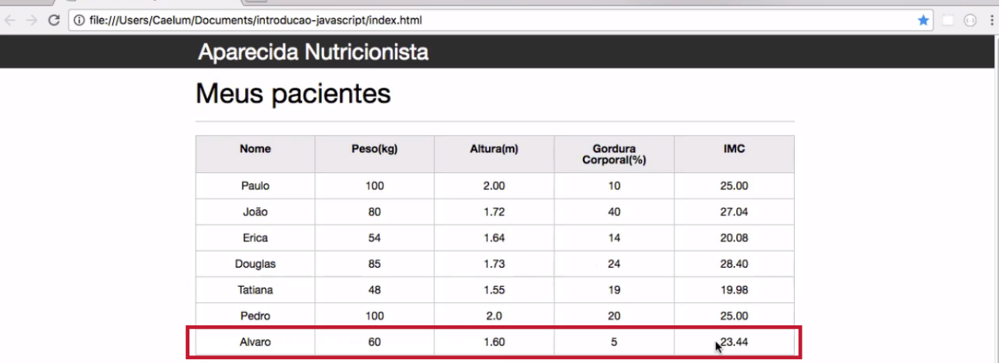 file:///Users/Caelum/Documents/introducao-javascript/index.html
Aparecida Nutricionista
Meus pacientes
Nome Peso(kg) Altura(m) Gordura Corporal(%) IMC
Paulo 100 2.00 10 25.00
João 80 1.72 40 27.04
Erica 54 1.64 14 20.08
Douglas 85 1.73 24 28.40
Tatiana 48 1.55 19 19.98
Pedro 100 2.0 20 25.00
Alvaro 60 1.60 5 23.44